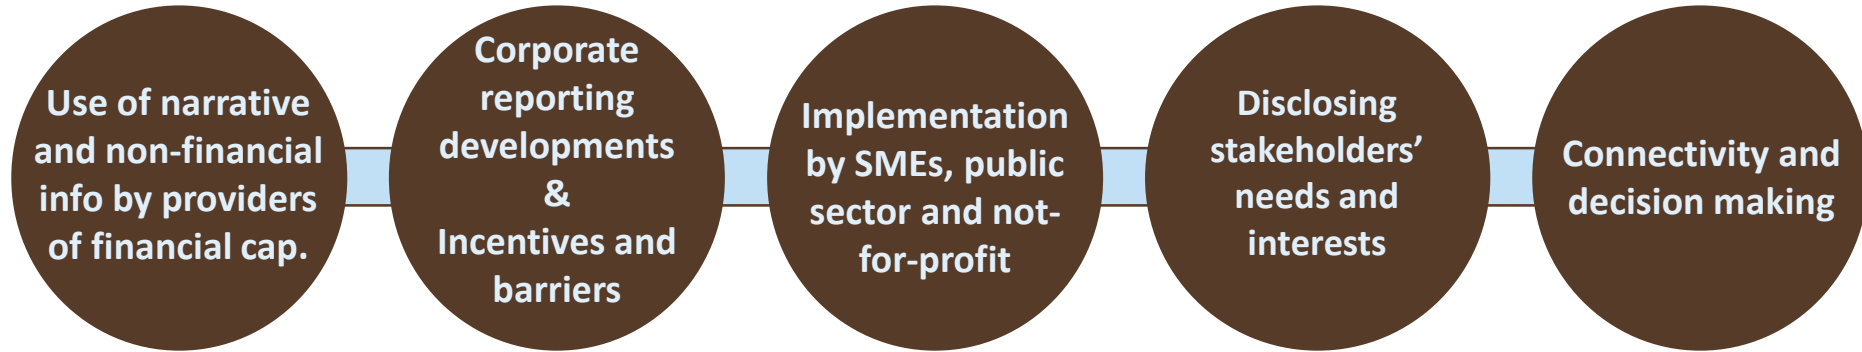 Use of narrative
and non-financial
info by providers
of financial cap.
Corporate
reporting
developments
&
Incentives and
barriers
Implementation
by SMEs, public
sector and not-
for-profit
Disclosing
stakeholders’
needs and
interests
Connectivity and
decision making